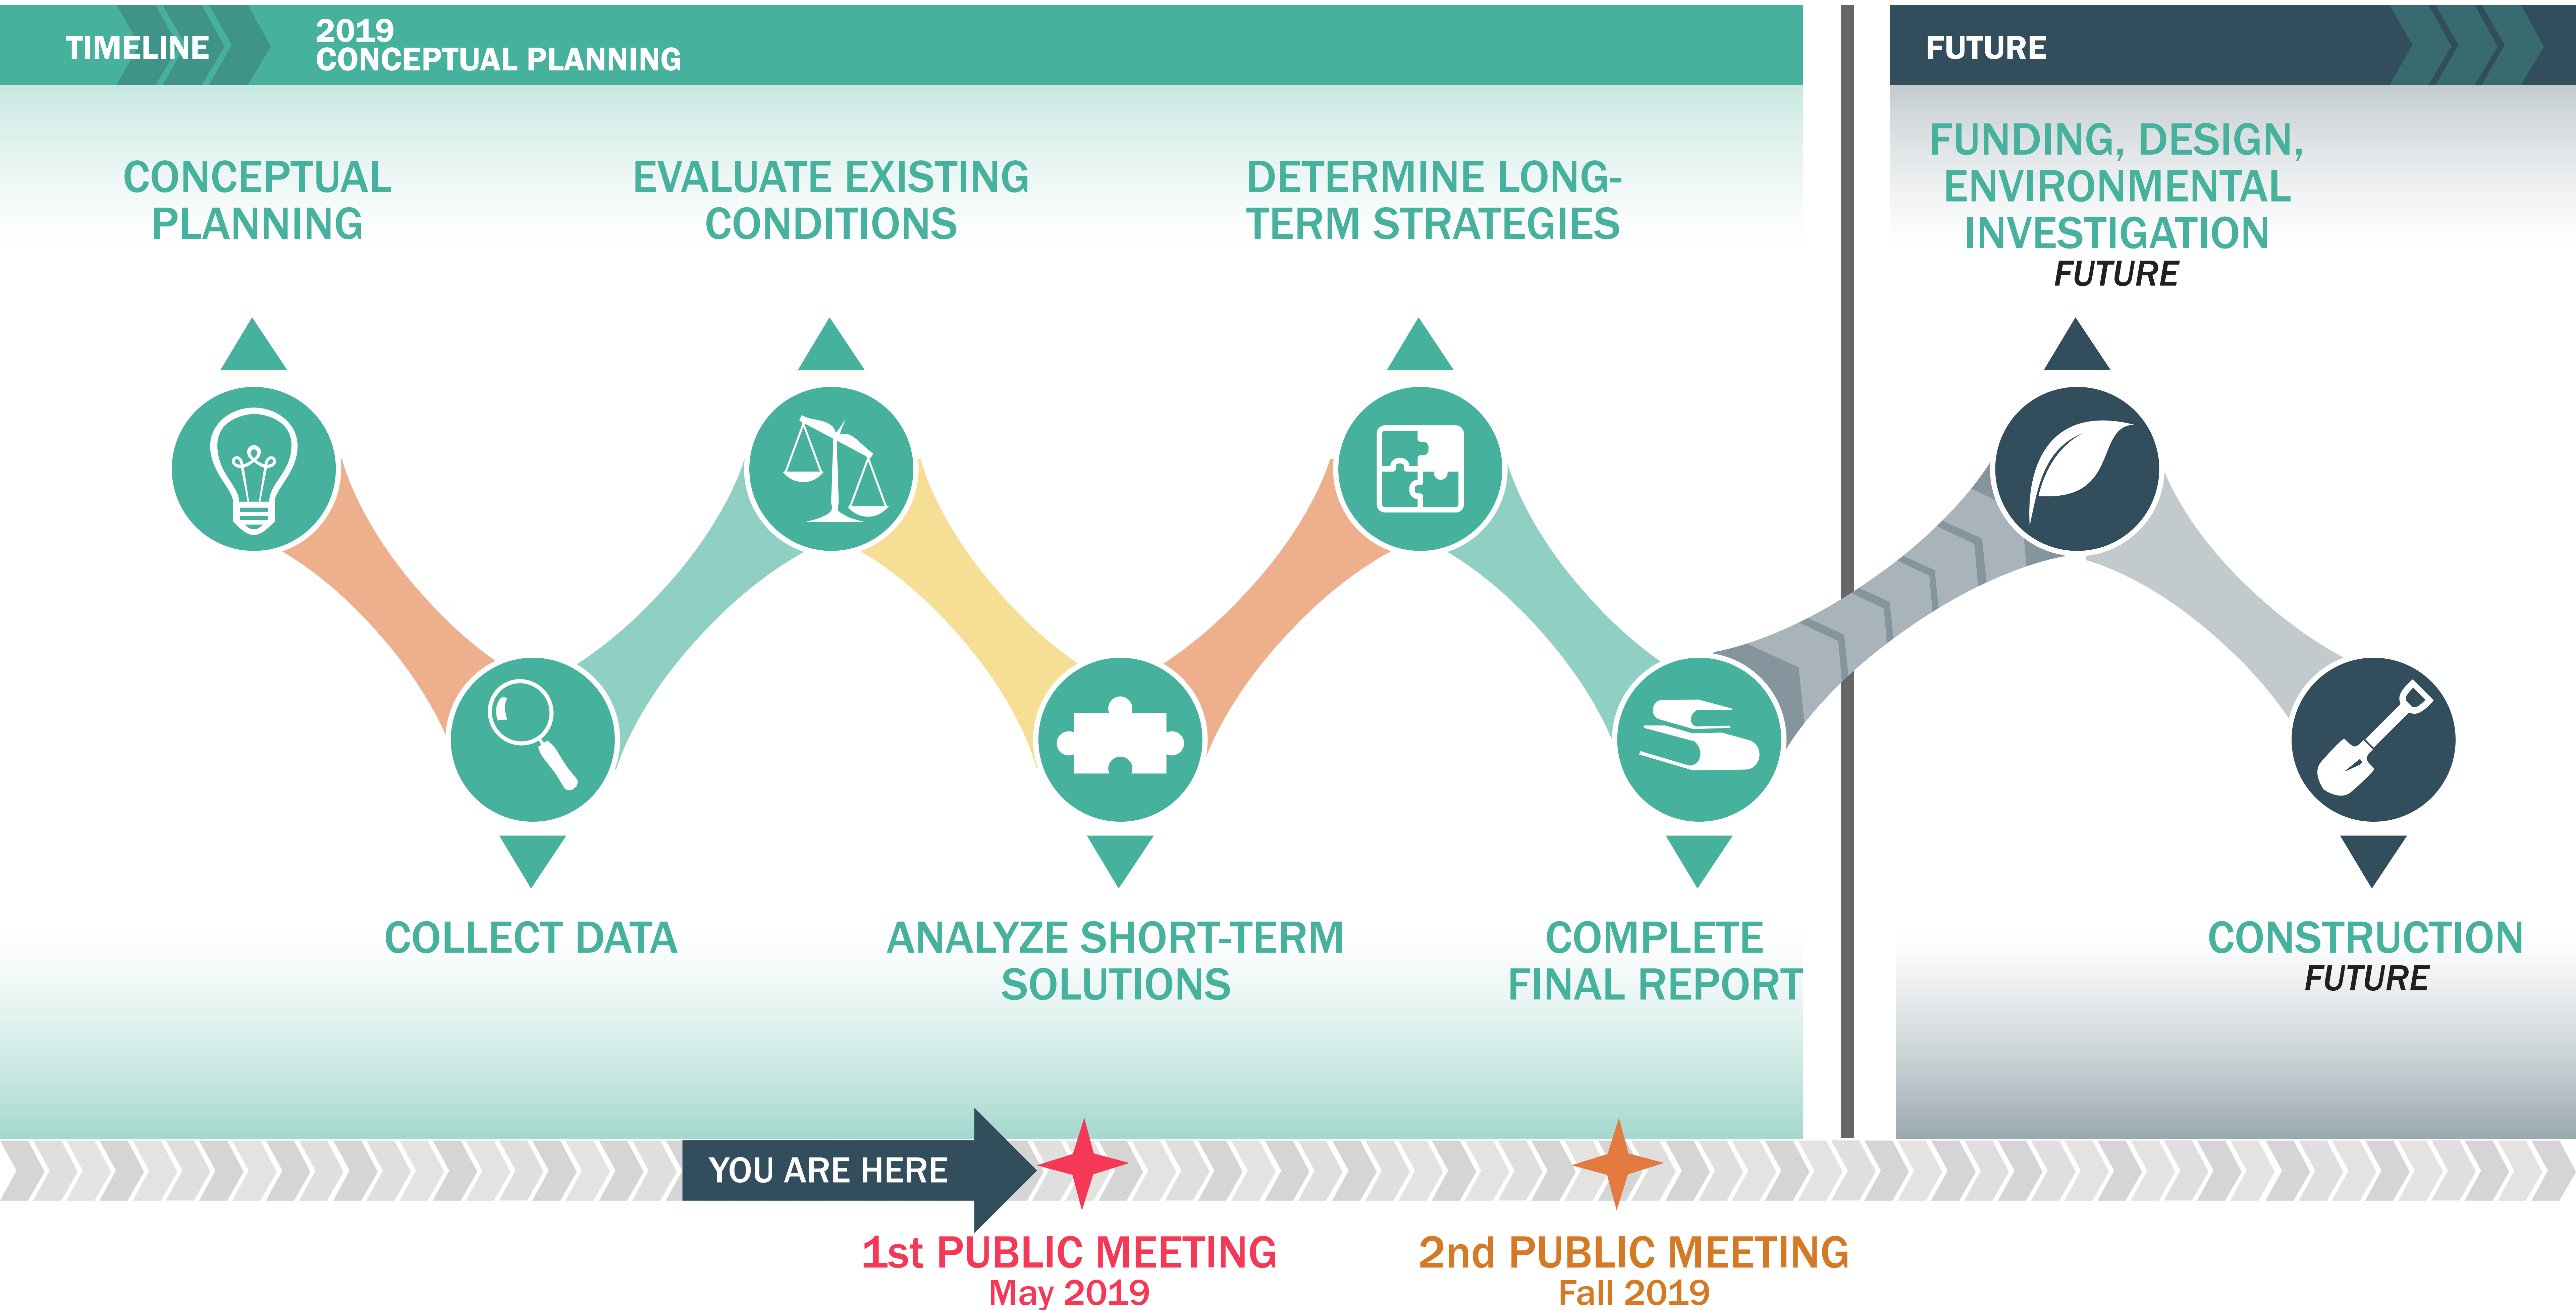 TIMELINE
2019
CONCEPTUAL PLANNING
FUTURE
CONCEPTUAL
PLANNING
EVALUATE EXISTING
CONDITIONS
DETERMINE LONG-
TERM STRATEGIES
FUNDING, DESIGN,
ENVIRONMENTAL
INVESTIGATION
FUTURE
COLLECT DATA
ANALYZE SHORT-TERM
SOLUTIONS
COMPLETE
FINAL REPORT
CONSTRUCTION
FUTURE
YOU ARE HERE
1st PUBLIC MEETING
May 2019
2nd PUBLIC MEETING
Fall 2019